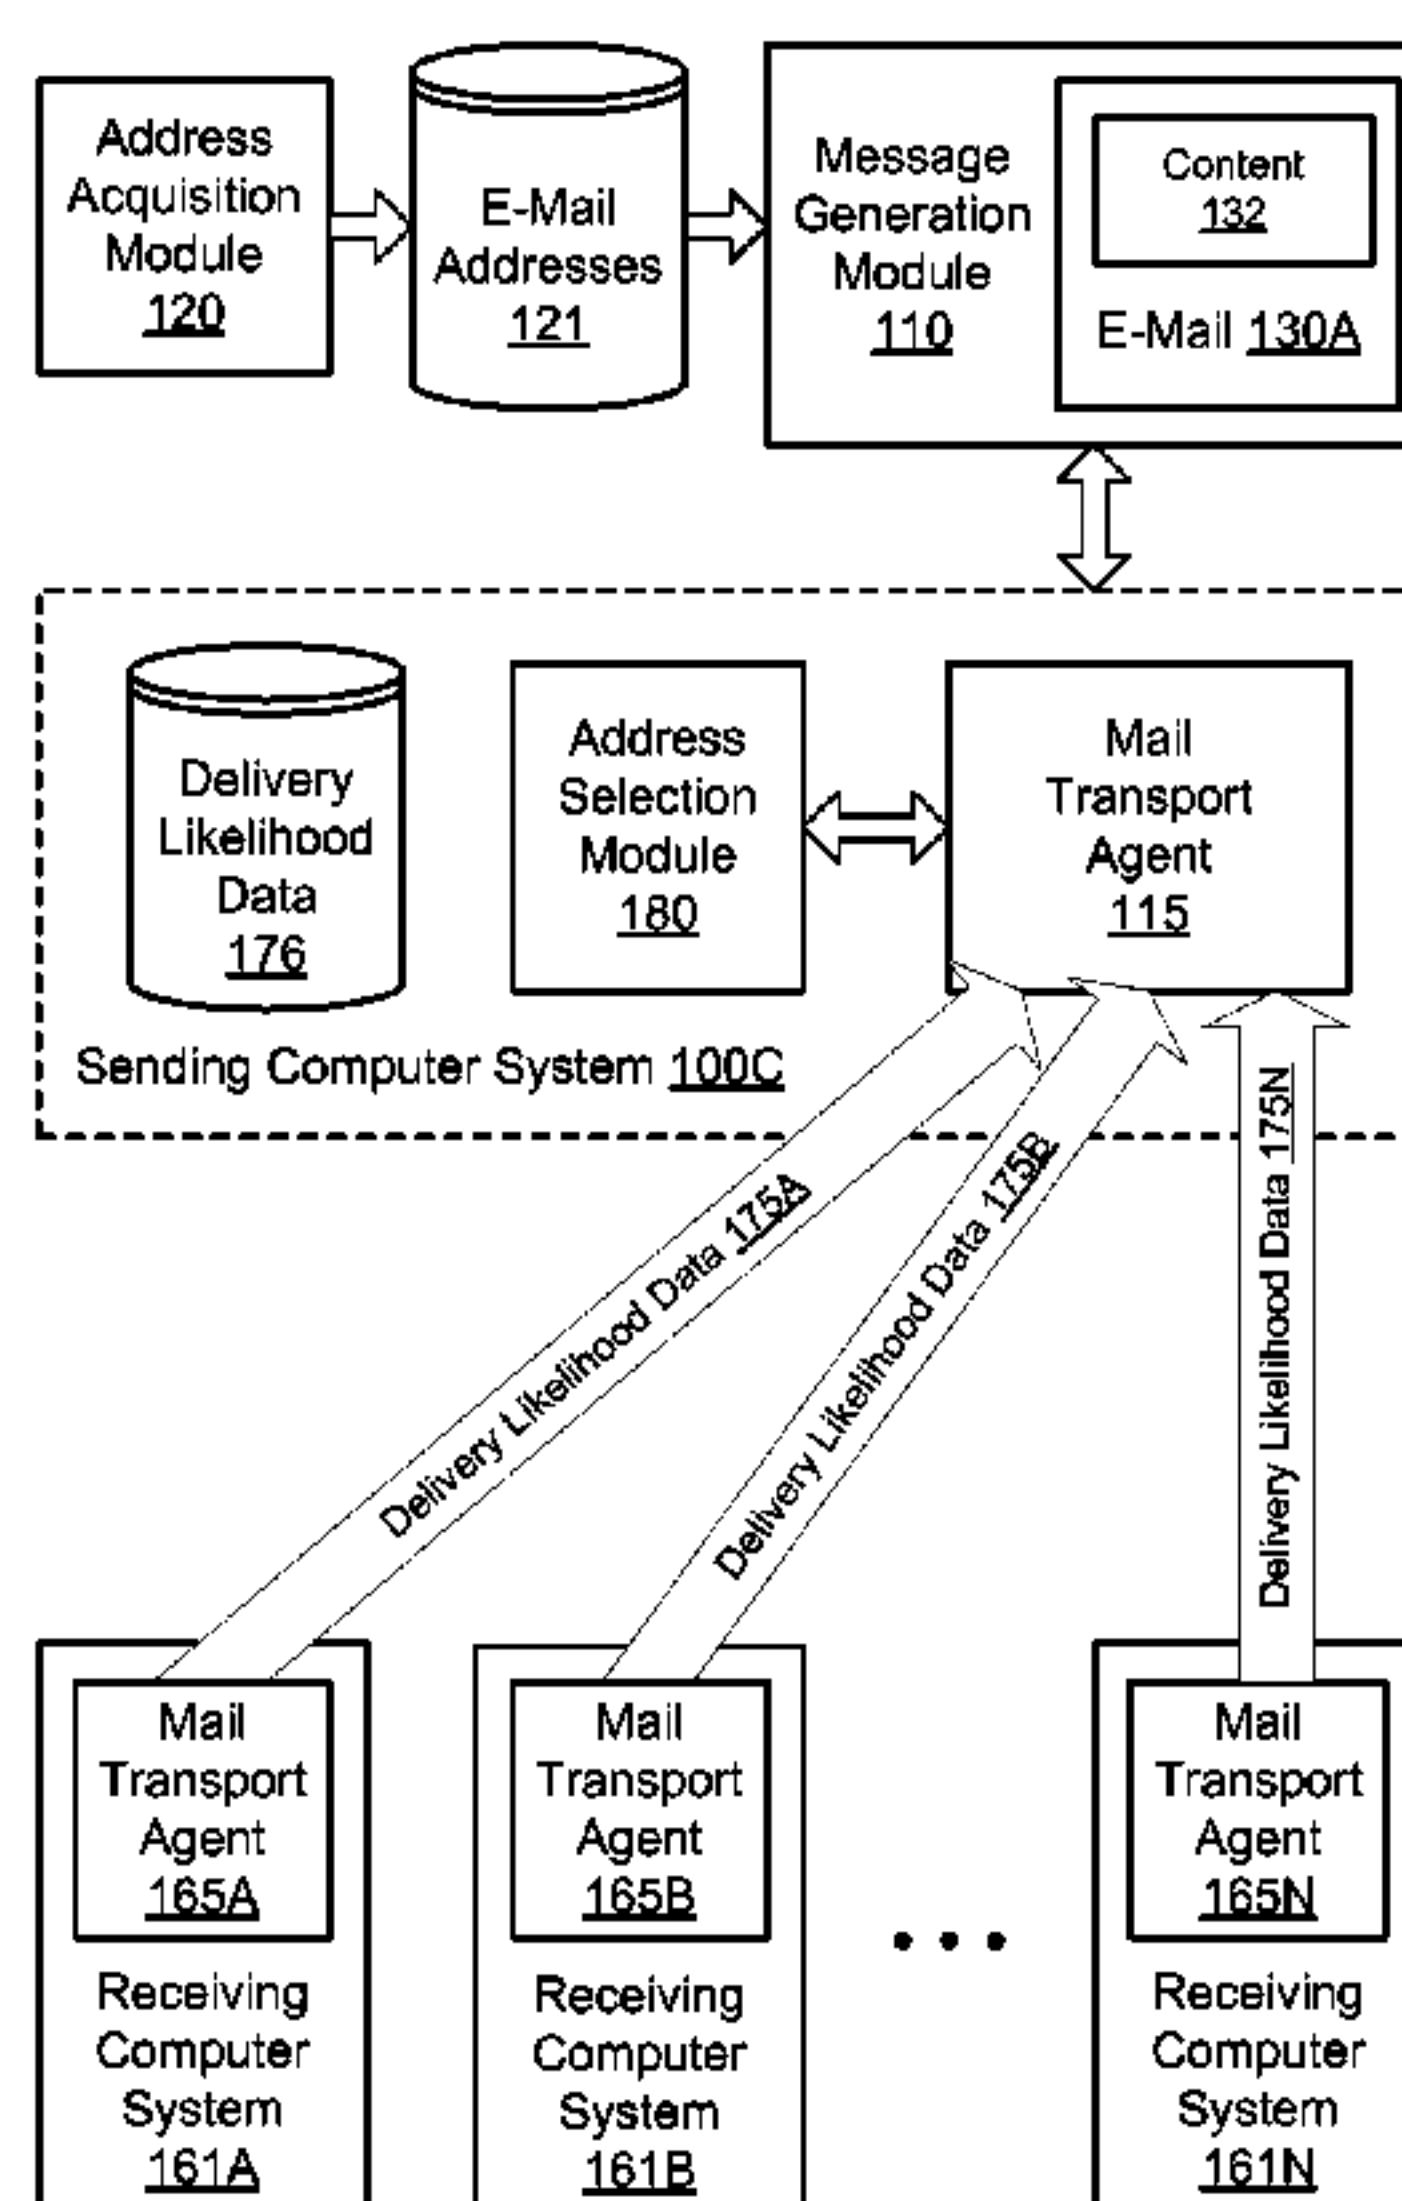 Address
Acquisition
Module
120
E-Mail
Addresses
121
Message
Generation
Module
110
Content
132
E-Mail 130A
Delivery
Likelihood
Data
176
Address
Selection
Module
180
Mail
Transport
Agent
115
Sending Computer System 100C
Delivery Likelihood Data 175A
Delivery Likelihood Data 175B
Delivery Likelihood Data 175N
Mail
Transport
Agent
165A
Receiving
Computer
System
161A
Mail
Transport
Agent
165B
Receiving
Computer
System
161B
Mail
Transport
Agent
165N
Receiving
Computer
System
161N